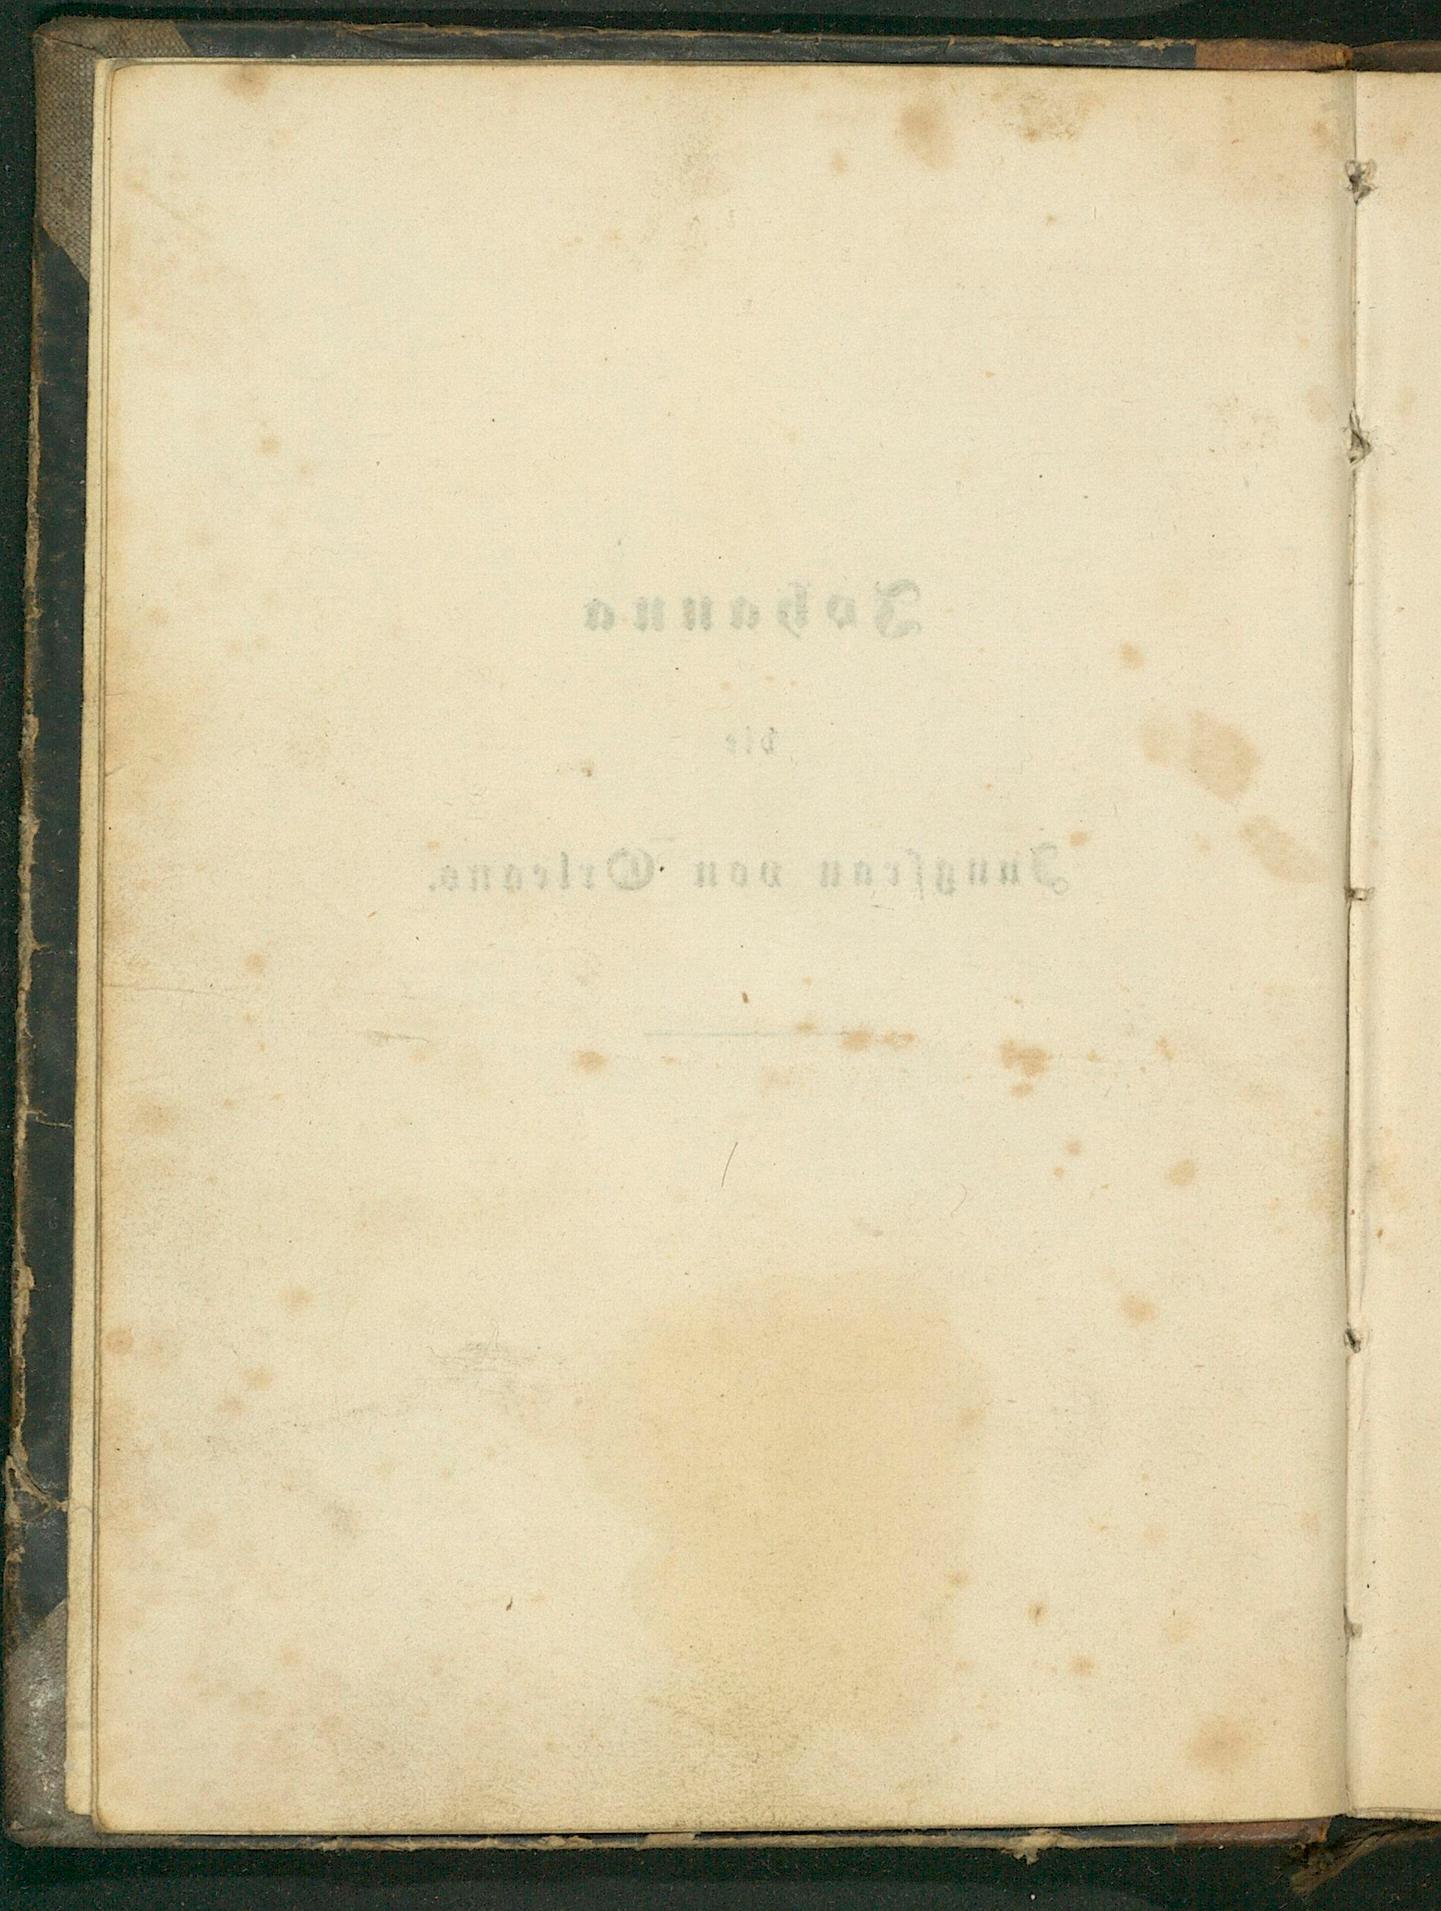 Johanna
die
Jungfrau von Orleans.